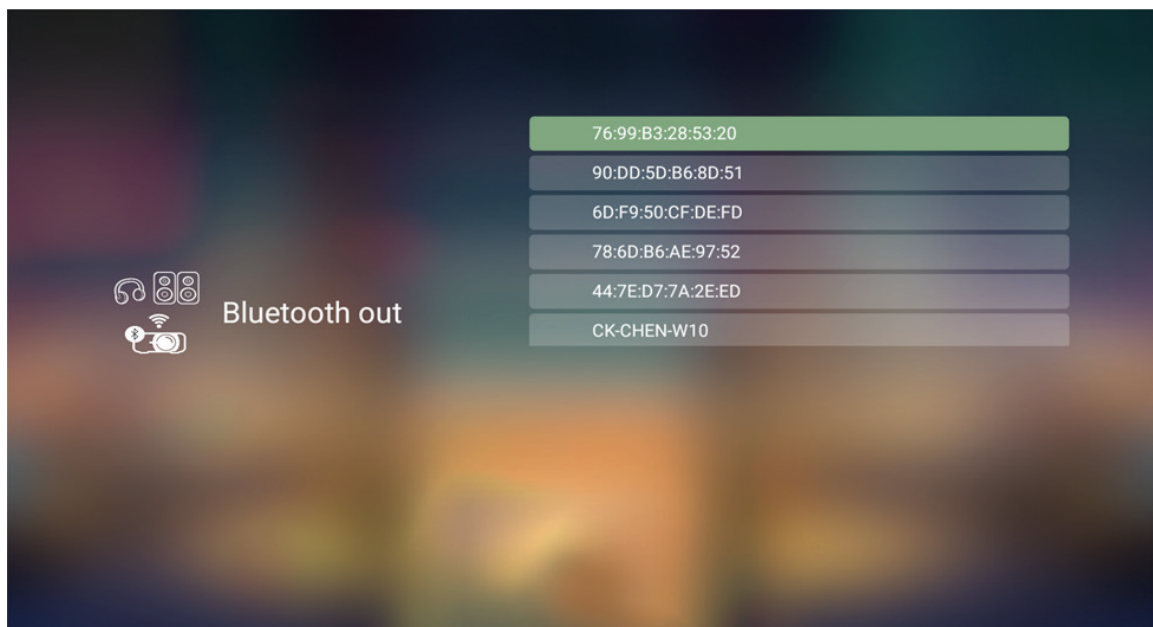 76:99:B3:28:53:20
90:DD:5D:B6:8D:51
6D:F9:50:CF:DE:FD
78:6D:B6:AE:97:52
44:7E:D7:7A:2E:ED
Bluetooth out
CK-CHEN-W10